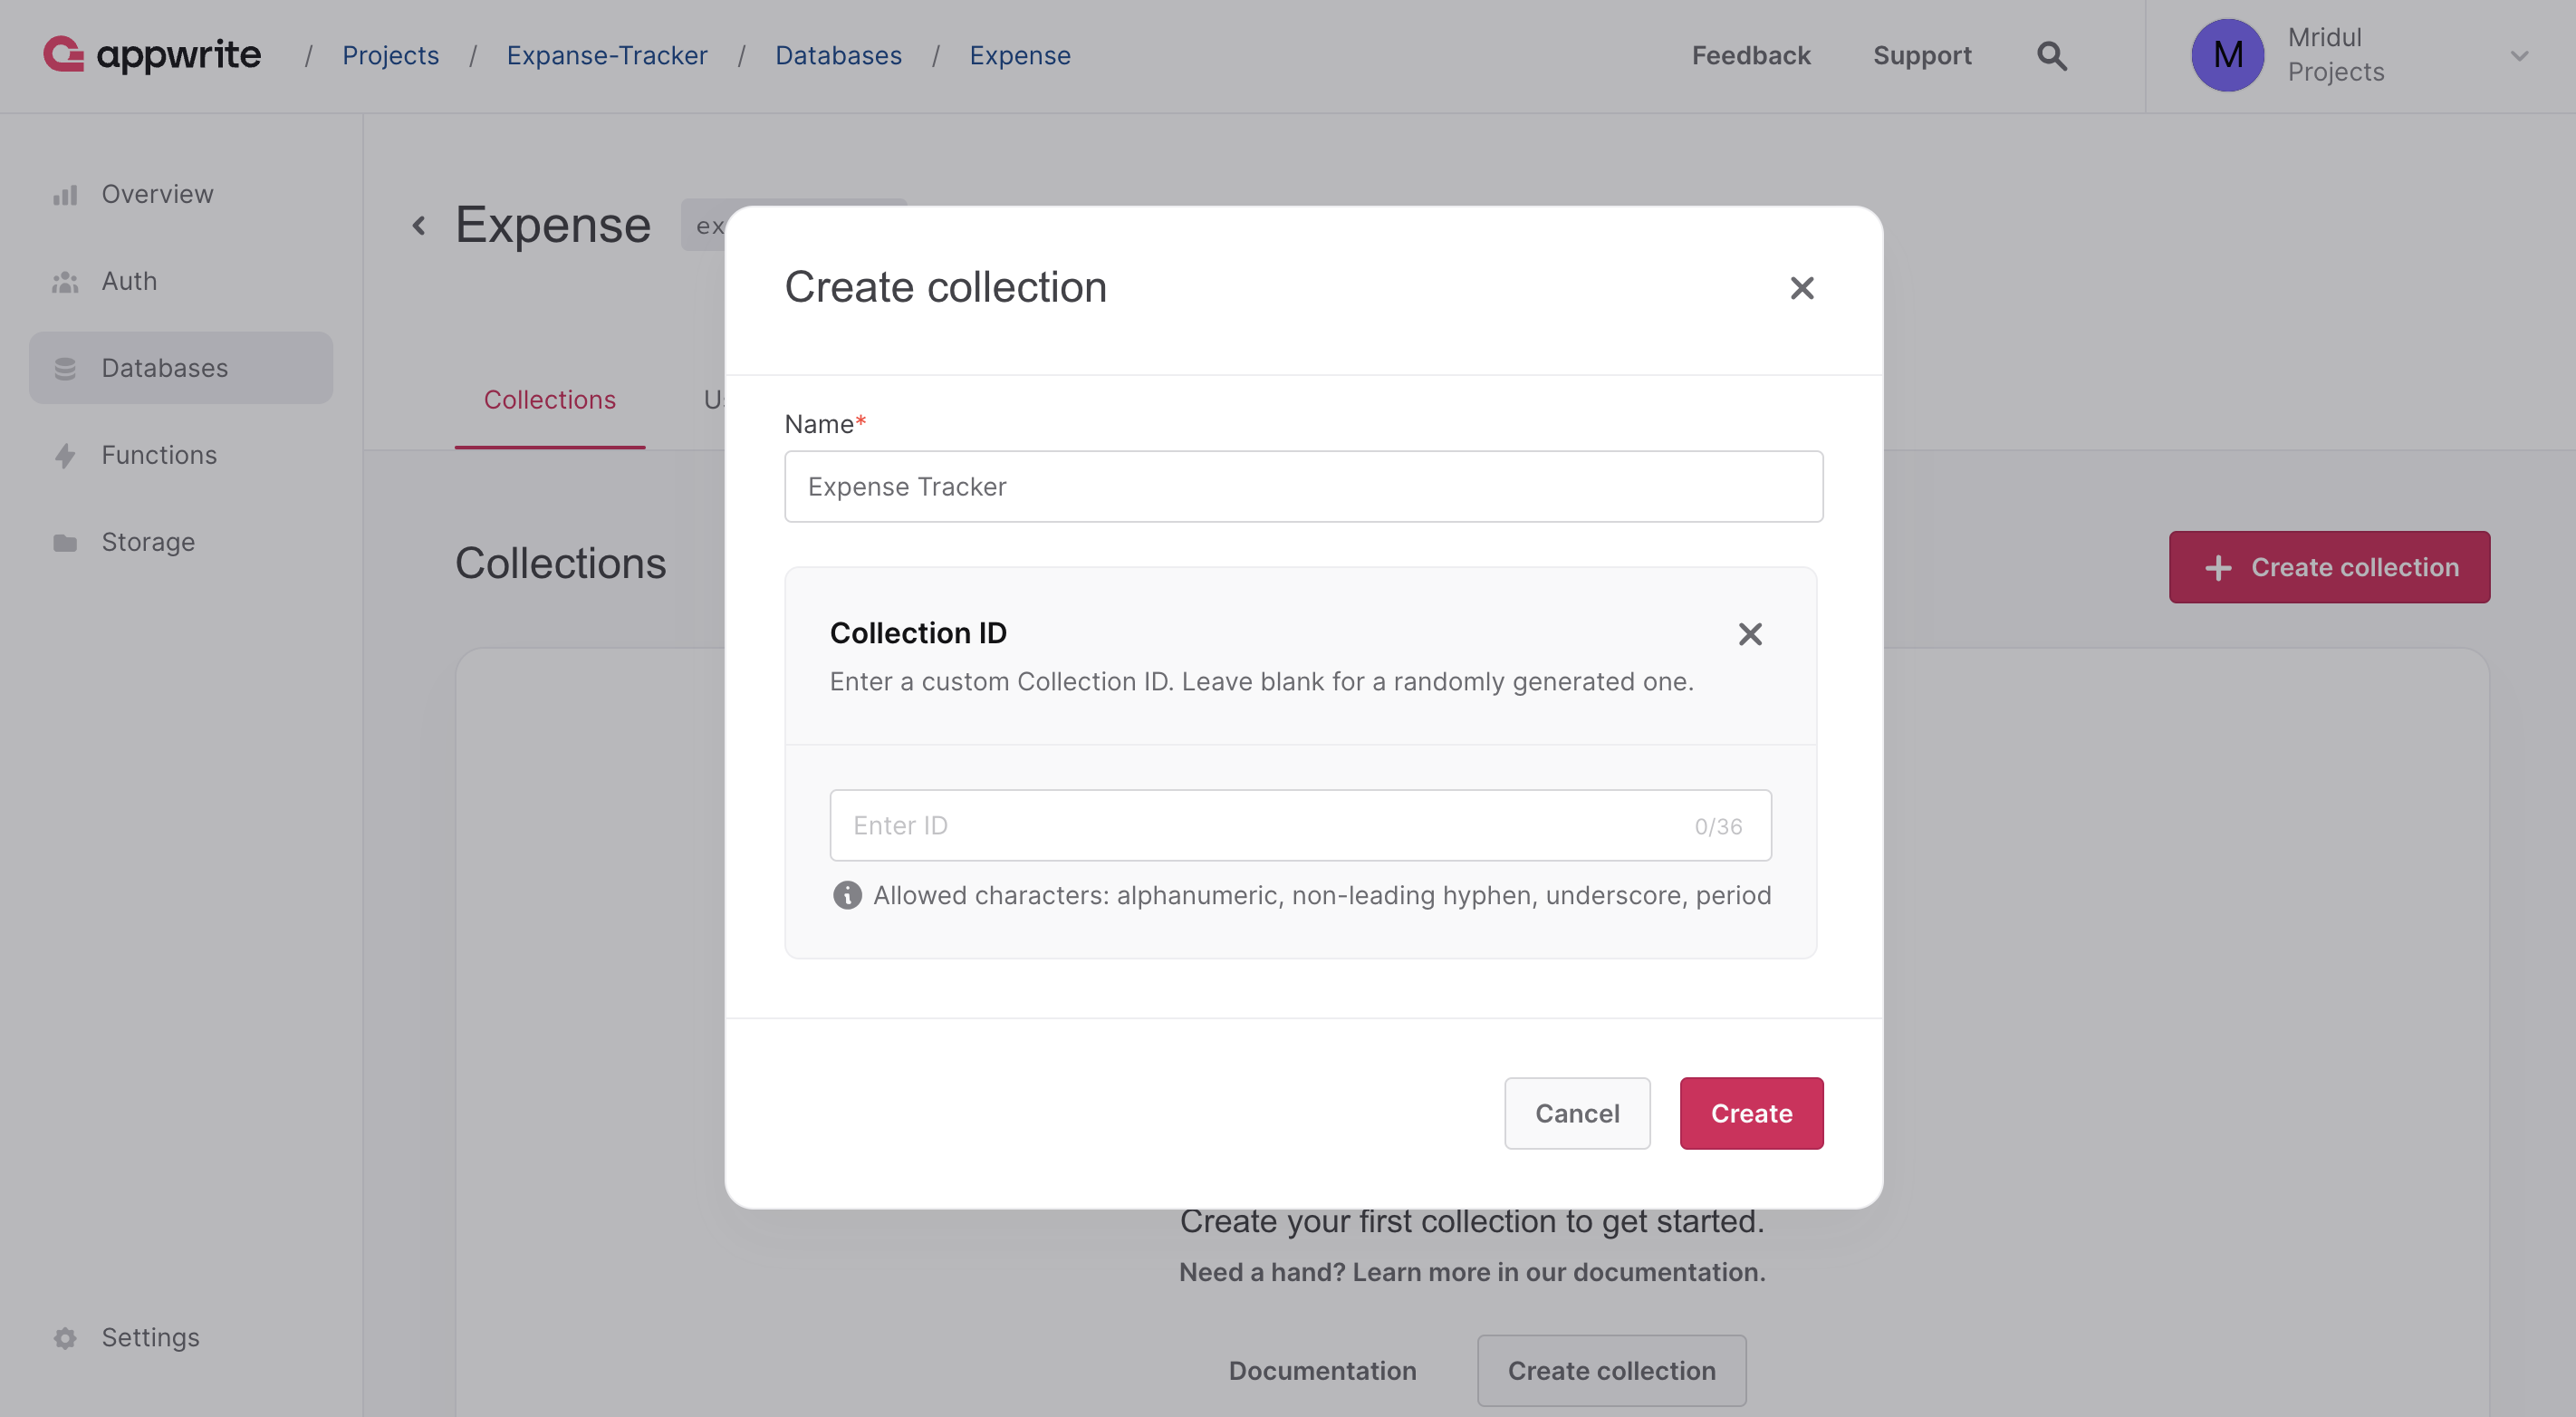 appwrite / Projects / Expanse-Tracker / Databases / Expense
Feedback Support
M Mridul
Projects
Overview
Auth
Databases
Functions
Storage
Settings
Expense
Collections
Collections
Create collection
Create collection
Name*
Expense Tracker
Collection ID
Enter a custom Collection ID. Leave blank for a randomly generated one.
Enter ID 0/36
Allowed characters: alphanumeric, non-leading hyphen, underscore, period
Cancel Create
Create your first collection to get started.
Need a hand? Learn more in our documentation.
Documentation Create collection